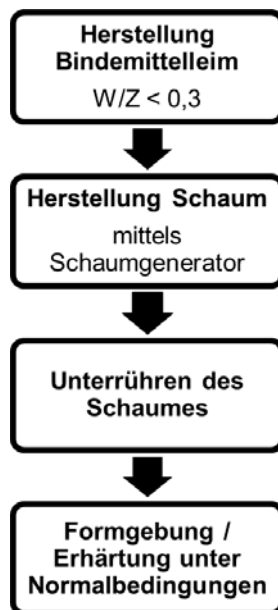 Herstellung
Bindemittelleim
W/Z < 0,3
Herstellung Schaum
mittels
Schaumgenerator
Unterrühren des
Schaumes
Formgebung /
Erhärtung unter
Normalbedingungen